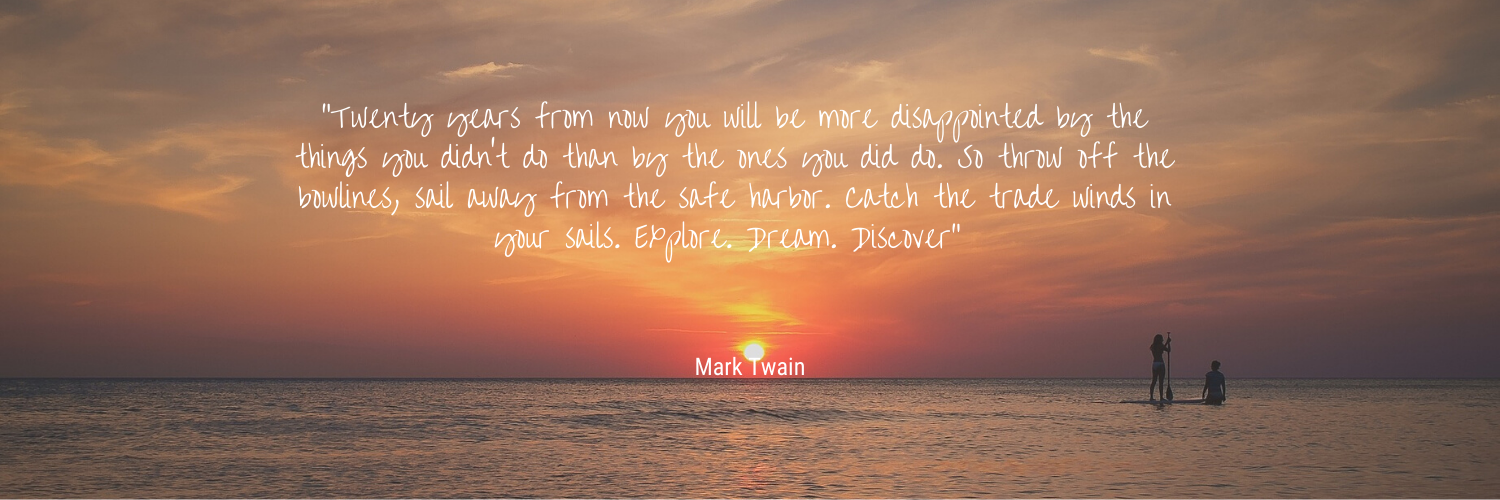 "Twenty years from now you will be more disappointed by the
things you didn't do than by the ones you did do. So throw off the
bowlines, sail away from the safe harbor. Catch the trade winds in
your sails. Explore. Dream. Discover"
Mark Twain